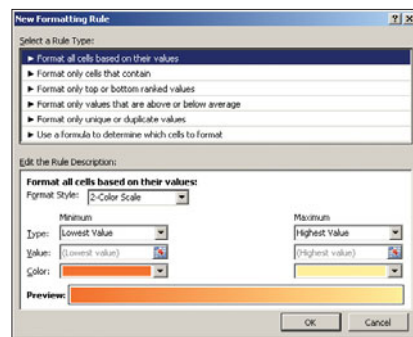 New Formatting Rule
Select a Rule Type:
► Format all cells based on their values
► Format only cells that contain
► Format only top or bottom ranked values
► Format only values that are above or below average
► Format only unique or duplicate values
► Use a formula to determine which cells to format
Edit the Rule Description:
Format all cells based on their values:
Format Style: 2-Color Scale
Minimum Maximum
Type: Lowest Value Highest Value
Value: (Lowest value) (Highest value)
Color:
Preview:
OK Cancel